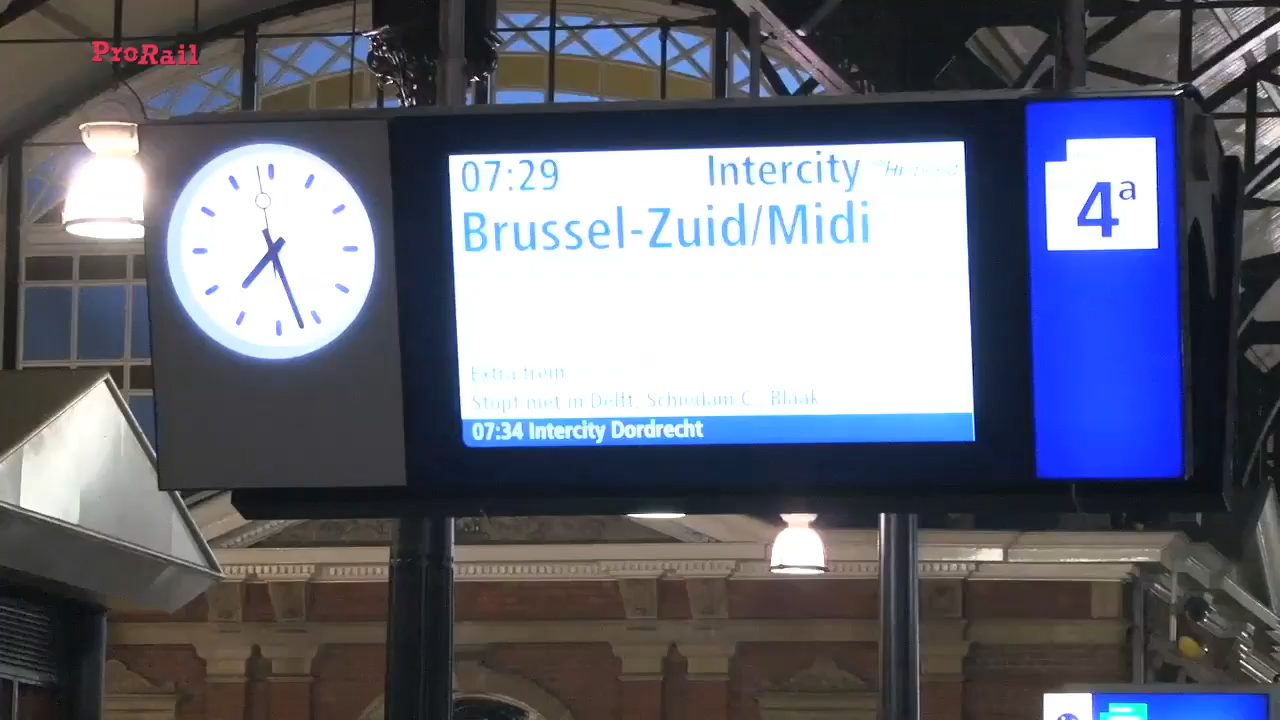 ProRail
07:29 Intercity
Brussel-Zuid/Midi
Extra trein
Stopt niet in Delft, Schiedam C., Blaak
07:34 Intercity Dordrecht
4a